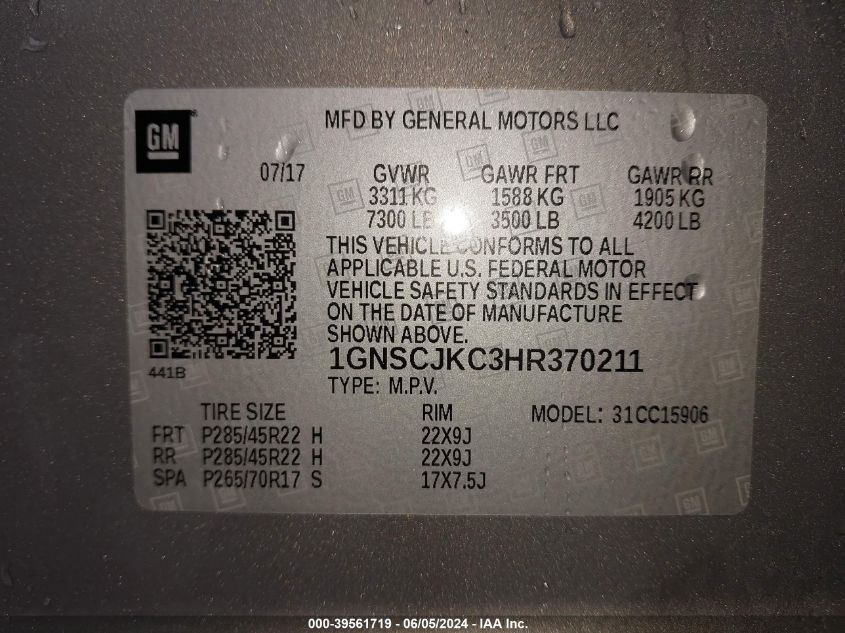 GM
MFD BY GENERAL MOTORS LLC
07/17 GVWR GAWR FRT GAWR RR
3311 KG 1588 KG 1905 KG
7300 LB 3500 LB 4200 LB
THIS VEHICLE CONFORMS TO ALL
APPLICABLE U.S. FEDERAL MOTOR
VEHICLE SAFETY STANDARDS IN EFFECT
ON THE DATE OF MANUFACTURE
SHOWN ABOVE.
1GNSCJKC3HR370211
441B
TYPE: M.P.V.
TIRE SIZE RIM MODEL: 31CC15906
FRT P285/45R22 H 22X9J
RR P285/45R22 H 22X9J
SPA P265/70R17 S 17X7.5J
000-39561719 - 06/05/2024 - IAA Inc.